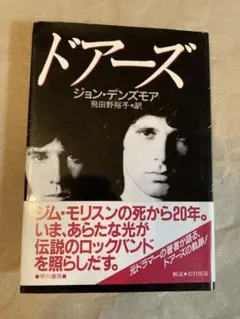 ドアーズ
ジョン・デンズモア
飛田野裕子・訳
ジム・モリスンの死から20年。
いま、あらたな光が
伝説のロックバンド
を照らしだす。
元ドラマーの著者が語る、
ドアーズの軌跡!
■早川書房■